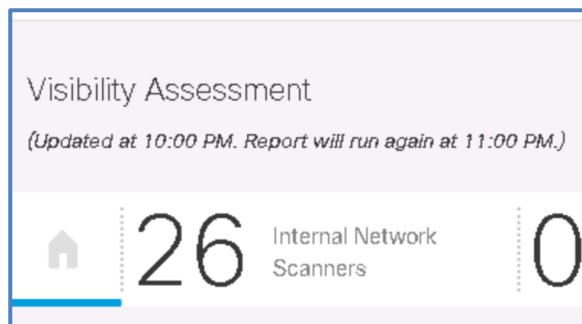 Visibility Assessment
(Updated at 10:00 PM. Report will run again at 11:00 PM.)
26 Internal Network Scanners 0